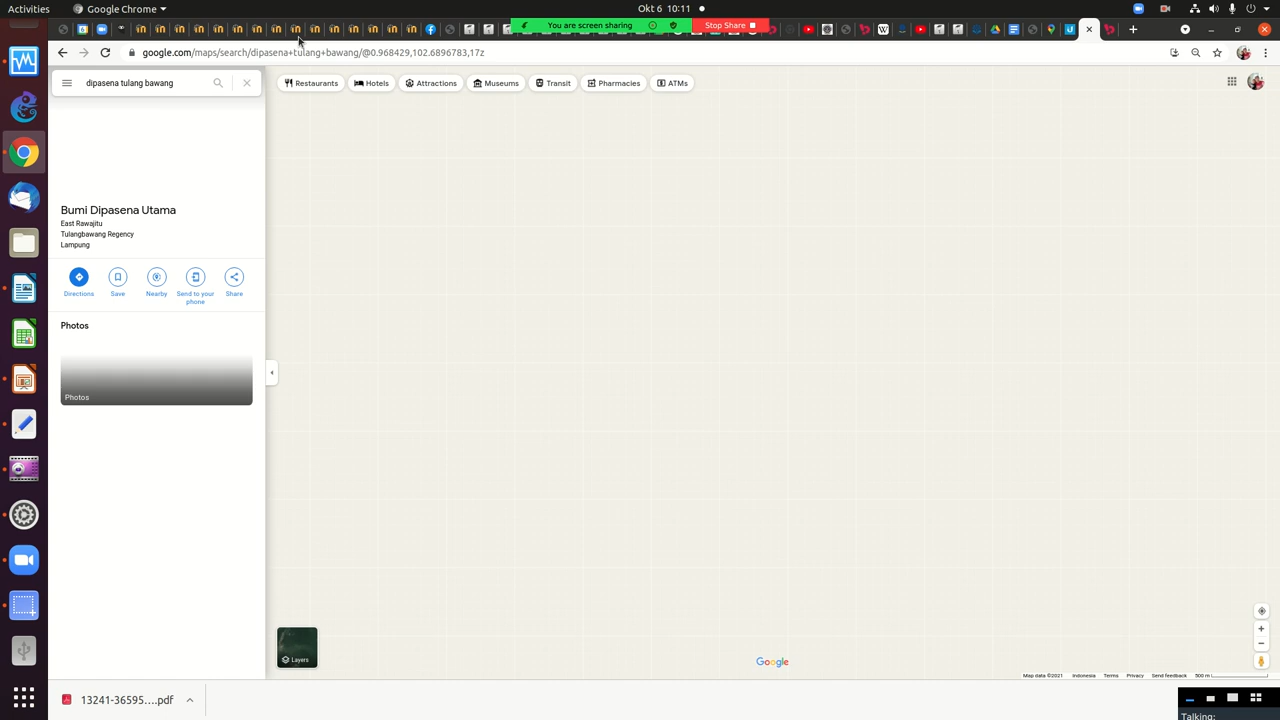 Activities
Google Chrome
Okt 6 10:11
You are screen sharing
Stop Share
google.com/maps/search/dipasena+tulang+bawang/@0.968429,102.6896783,17z
dipasena tulang bawang
Restaurants
Hotels
Attractions
Museums
Transit
Pharmacies
ATMs
Bumi Dipasena Utama
East Rawajitu
Tulangbawang Regency
Lampung
Directions
Save
Nearby
Send to your
phone
Share
Photos
Photos
Layers
Google
Map data ©2021
Indonesia
Terms
Privacy
Send feedback
500 m
13241-36595....pdf
Talking: